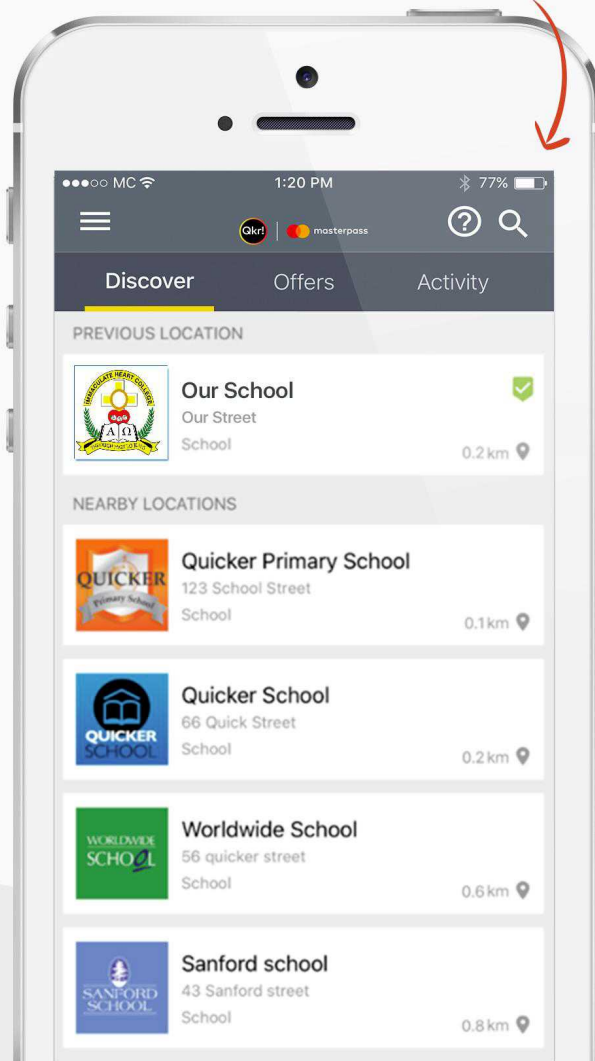 MC
1:20 PM
77%
Qkr!
masterpass
Discover
Offers
Activity
PREVIOUS LOCATION
IMMACULATE HEART COLLEGE
A Ω
Our School
Our Street
School
0.2 km
NEARBY LOCATIONS
QUICKER
Primary School
Quicker Primary School
123 School Street
School
0.1 km
QUICKER
SCHOOL
Quicker School
66 Quick Street
School
0.2 km
WORLDWIDE
SCHOOL
Worldwide School
56 quicker street
School
0.6 km
SANFORD
SCHOOL
Sanford school
43 Sanford street
School
0.8 km